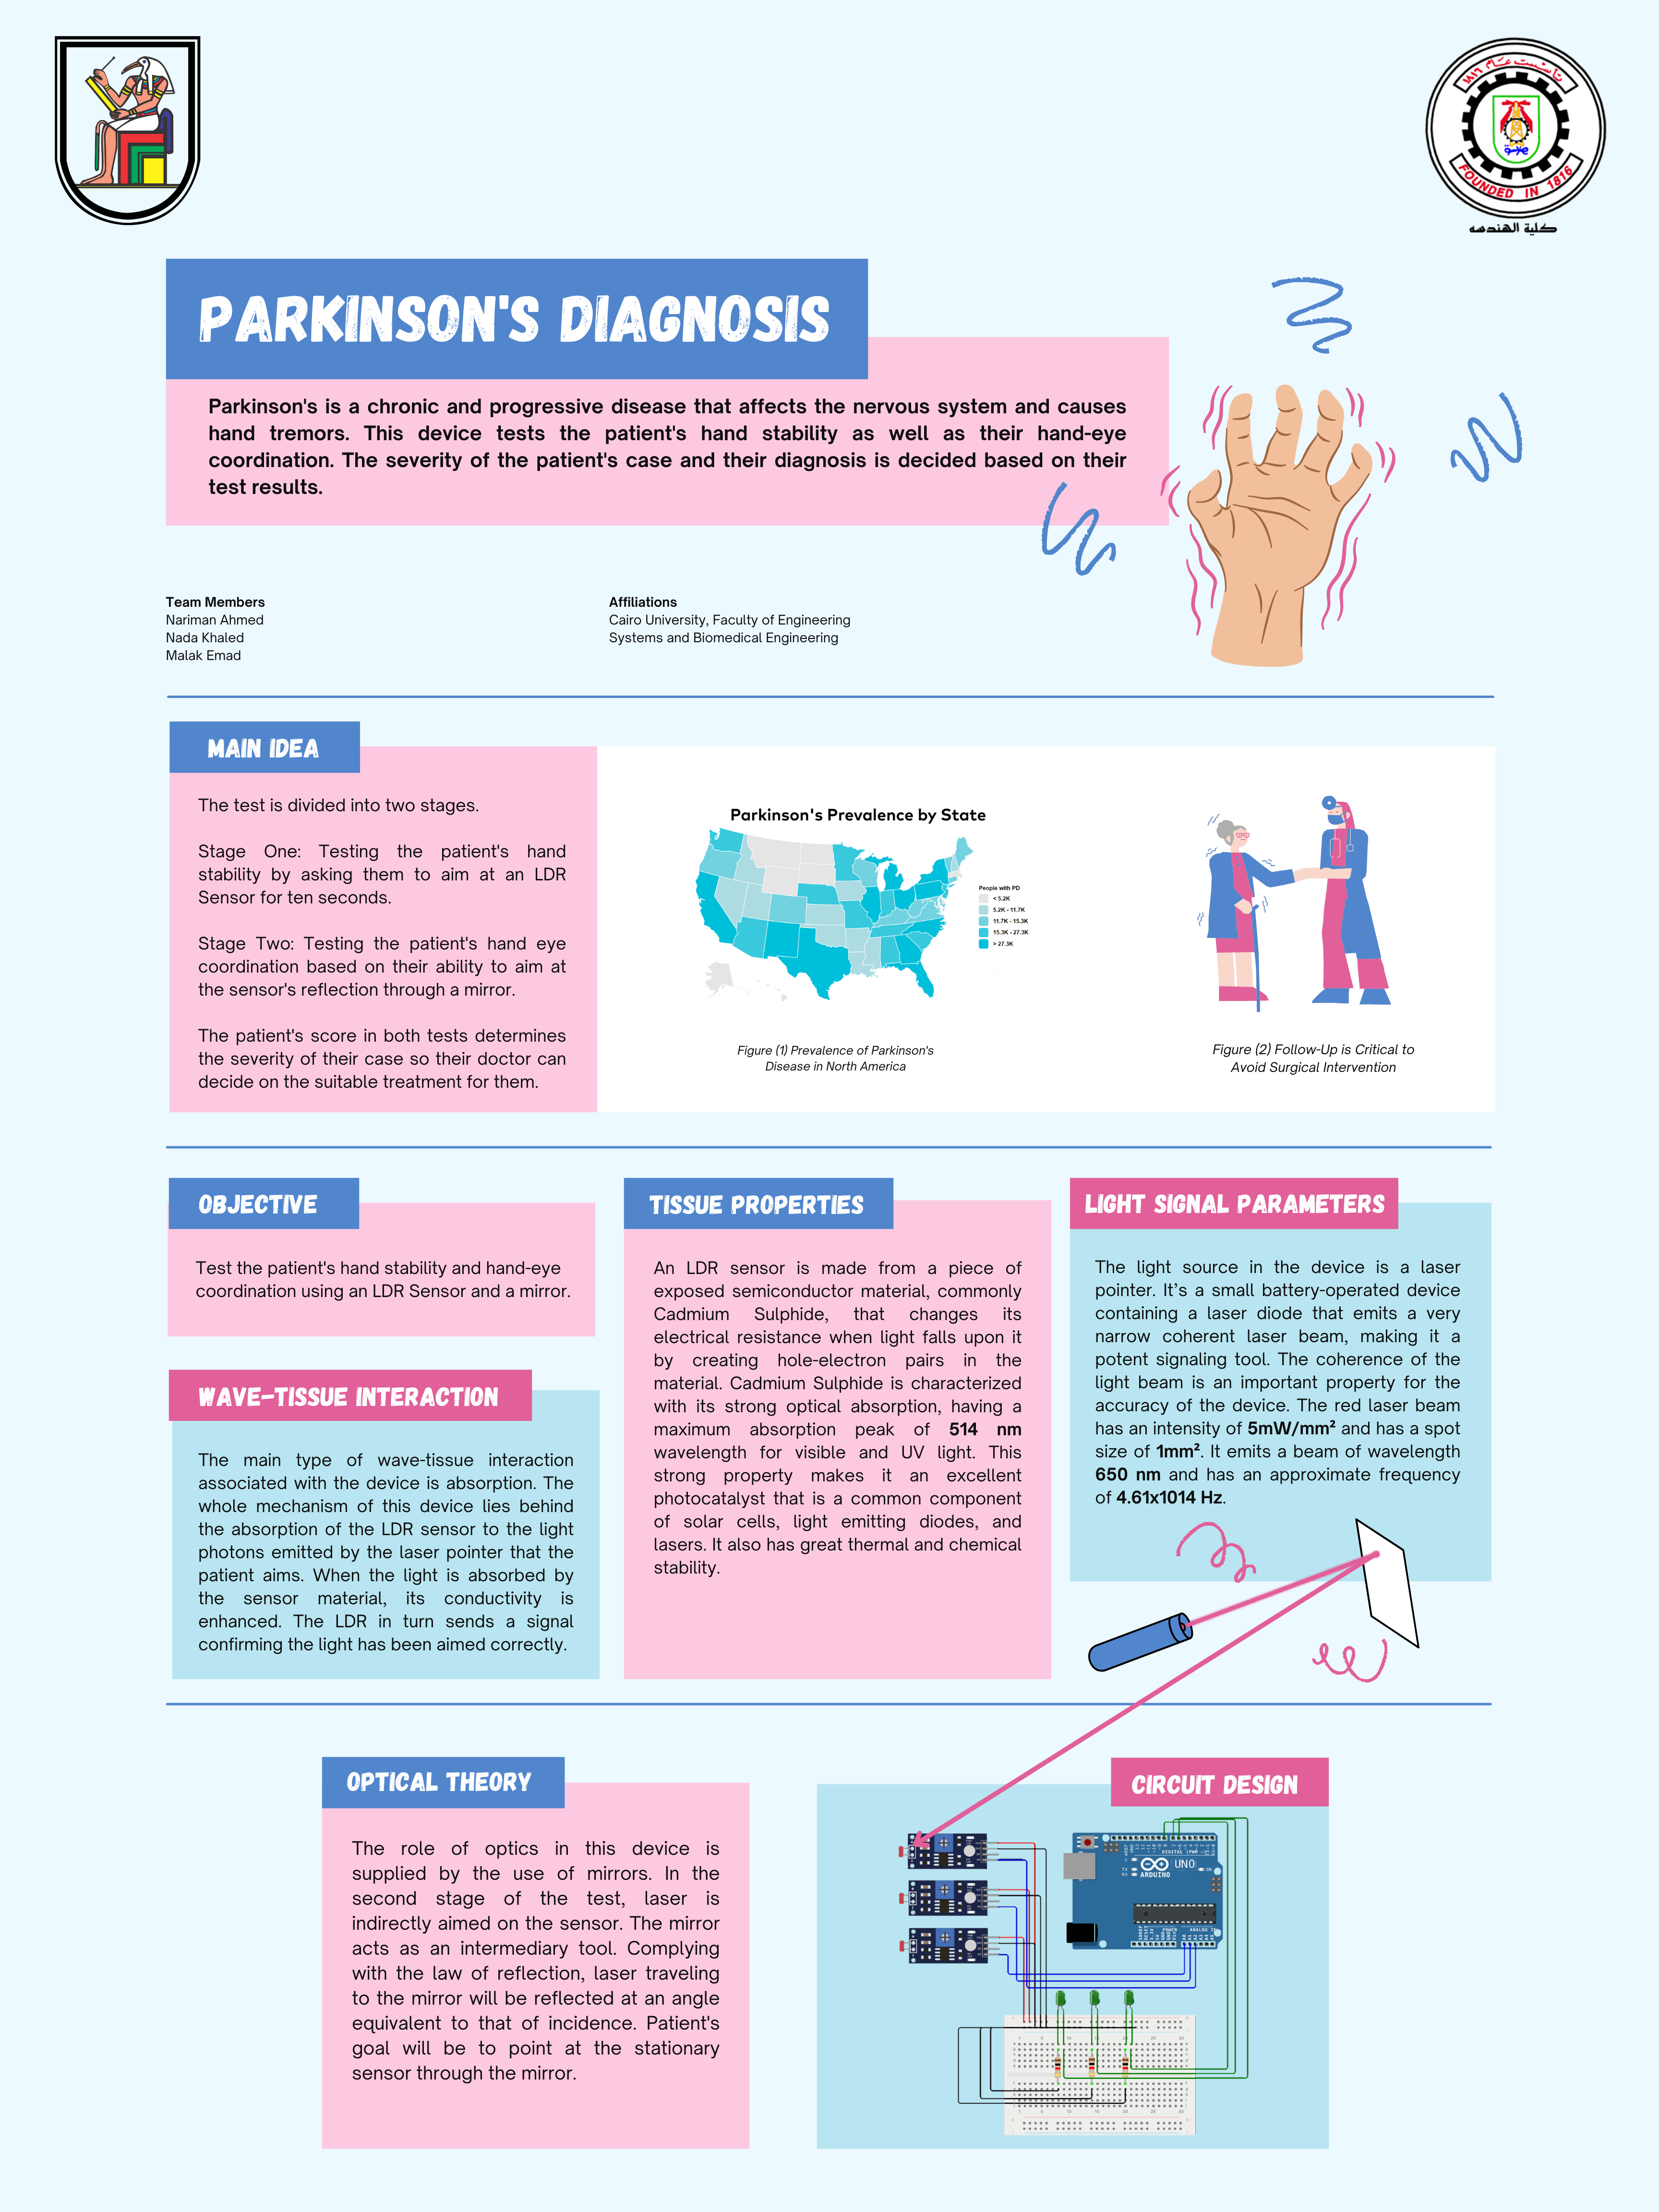 تأسست عام ١٨١٦
FOUNDED IN 1816
كلية الهندسه
PARKINSON'S DIAGNOSIS
Parkinson's is a chronic and progressive disease that affects the nervous system and causes
hand tremors. This device tests the patient's hand stability as well as their hand-eye
coordination. The severity of the patient's case and their diagnosis is decided based on their
test results.
Team Members
Nariman Ahmed
Nada Khaled
Malak Emad
Affiliations
Cairo University, Faculty of Engineering
Systems and Biomedical Engineering
MAIN IDEA
The test is divided into two stages.
Stage One: Testing the patient's hand
stability by asking them to aim at an LDR
Sensor for ten seconds.
Stage Two: Testing the patient's hand eye
coordination based on their ability to aim at
the sensor's reflection through a mirror.
The patient's score in both tests determines
the severity of their case so their doctor can
decide on the suitable treatment for them.
Parkinson's Prevalence by State
People with PD
< 5.2K
5.2K - 11.7K
11.7K - 15.3K
15.3K - 27.3K
> 27.3K
Figure (1) Prevalence of Parkinson's
Disease in North America
Figure (2) Follow-Up is Critical to
Avoid Surgical Intervention
OBJECTIVE
Test the patient's hand stability and hand-eye
coordination using an LDR Sensor and a mirror.
WAVE-TISSUE INTERACTION
The main type of wave-tissue interaction
associated with the device is absorption. The
whole mechanism of this device lies behind
the absorption of the LDR sensor to the light
photons emitted by the laser pointer that the
patient aims. When the light is absorbed by
the sensor material, its conductivity is
enhanced. The LDR in turn sends a signal
confirming the light has been aimed correctly.
TISSUE PROPERTIES
An LDR sensor is made from a piece of
exposed semiconductor material, commonly
Cadmium Sulphide, that changes its
electrical resistance when light falls upon it
by creating hole-electron pairs in the
material. Cadmium Sulphide is characterized
with its strong optical absorption, having a
maximum absorption peak of 514 nm
wavelength for visible and UV light. This
strong property makes it an excellent
photocatalyst that is a common component
of solar cells, light emitting diodes, and
lasers. It also has great thermal and chemical
stability.
LIGHT SIGNAL PARAMETERS
The light source in the device is a laser
pointer. It’s a small battery-operated device
containing a laser diode that emits a very
narrow coherent laser beam, making it a
potent signaling tool. The coherence of the
light beam is an important property for the
accuracy of the device. The red laser beam
has an intensity of 5mW/mm² and has a spot
size of 1mm². It emits a beam of wavelength
650 nm and has an approximate frequency
of 4.61x1014 Hz.
OPTICAL THEORY
The role of optics in this device is
supplied by the use of mirrors. In the
second stage of the test, laser is
indirectly aimed on the sensor. The mirror
acts as an intermediary tool. Complying
with the law of reflection, laser traveling
to the mirror will be reflected at an angle
equivalent to that of incidence. Patient's
goal will be to point at the stationary
sensor through the mirror.
CIRCUIT DESIGN
UNO
ARDUINO